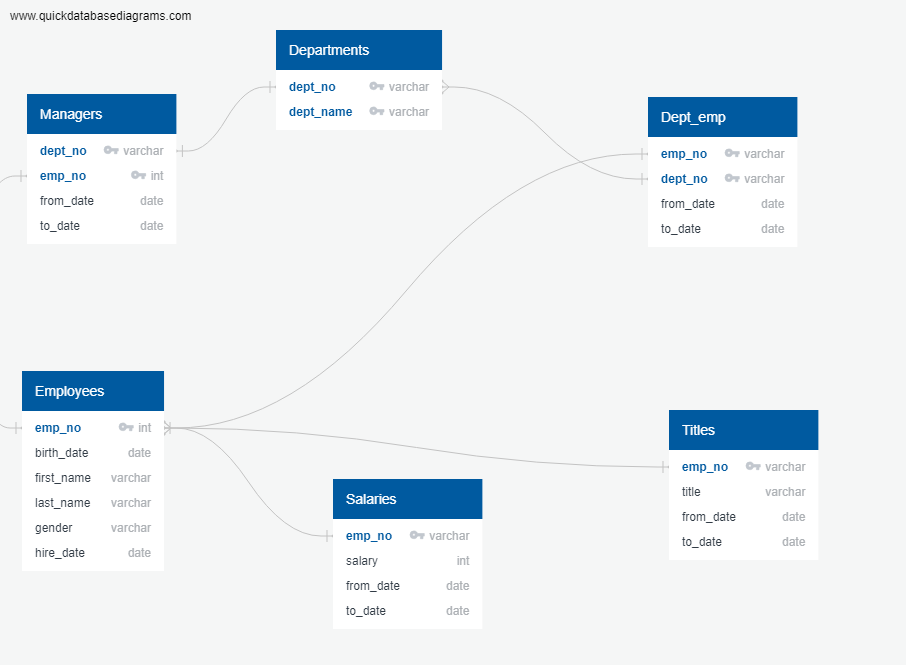 www.quickdatabasediagrams.com
Departments
dept_no varchar
dept_name varchar
Managers
dept_no varchar
emp_no int
from_date date
to_date date
Dept_emp
emp_no varchar
dept_no varchar
from_date date
to_date date
Employees
emp_no int
birth_date date
first_name varchar
last_name varchar
gender varchar
hire_date date
Salaries
emp_no varchar
salary int
from_date date
to_date date
Titles
emp_no varchar
title varchar
from_date date
to_date date